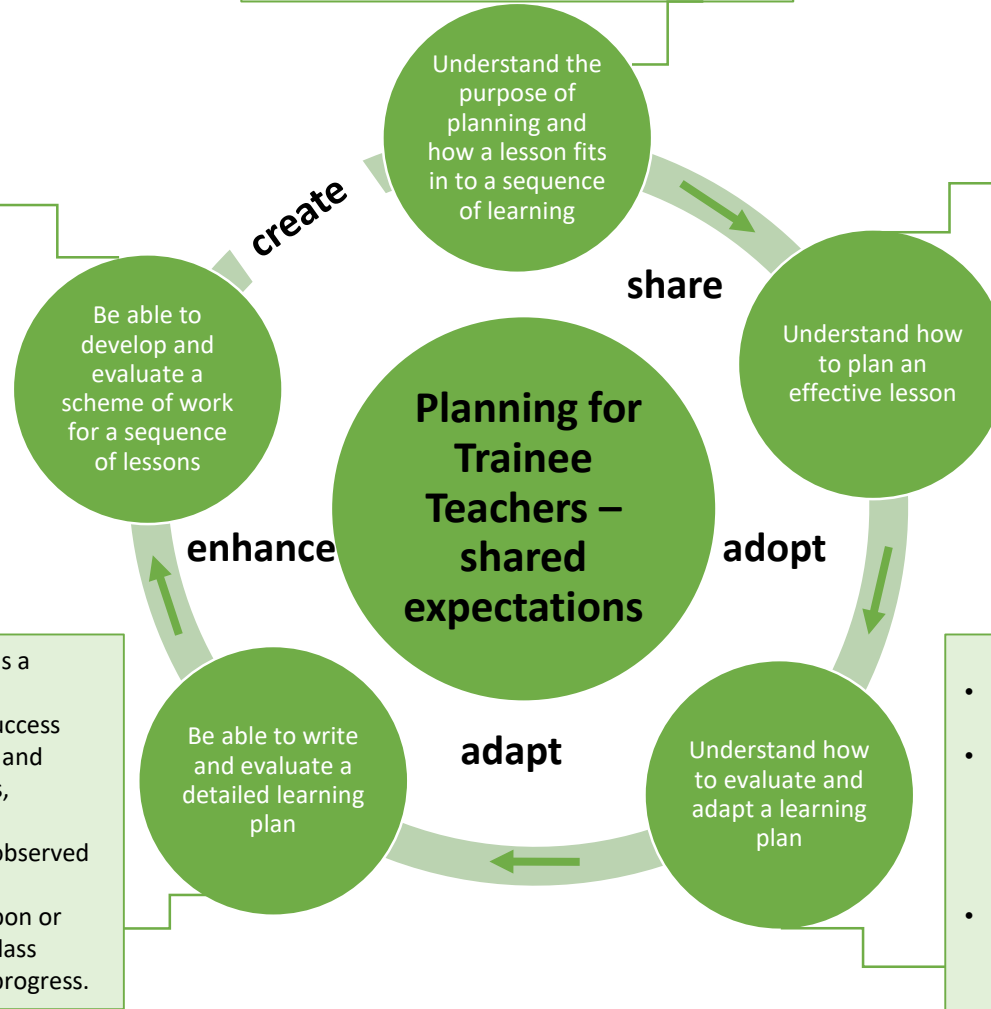 Understand the
purpose of
planning and
how a lesson fits
in to a sequence
of learning
create
share
Be able to
develop and
evaluate a
scheme of work
for a sequence
of lessons
Understand how
to plan an
effective lesson
Planning for
Trainee
Teachers –
shared
expectations
enhance
adopt
adapt
Be able to write
and evaluate a
detailed learning
plan
Understand how
to evaluate and
adapt a learning
plan
s a
uccess
and
s,
observed
pon or
lass
progress.
•
•
•